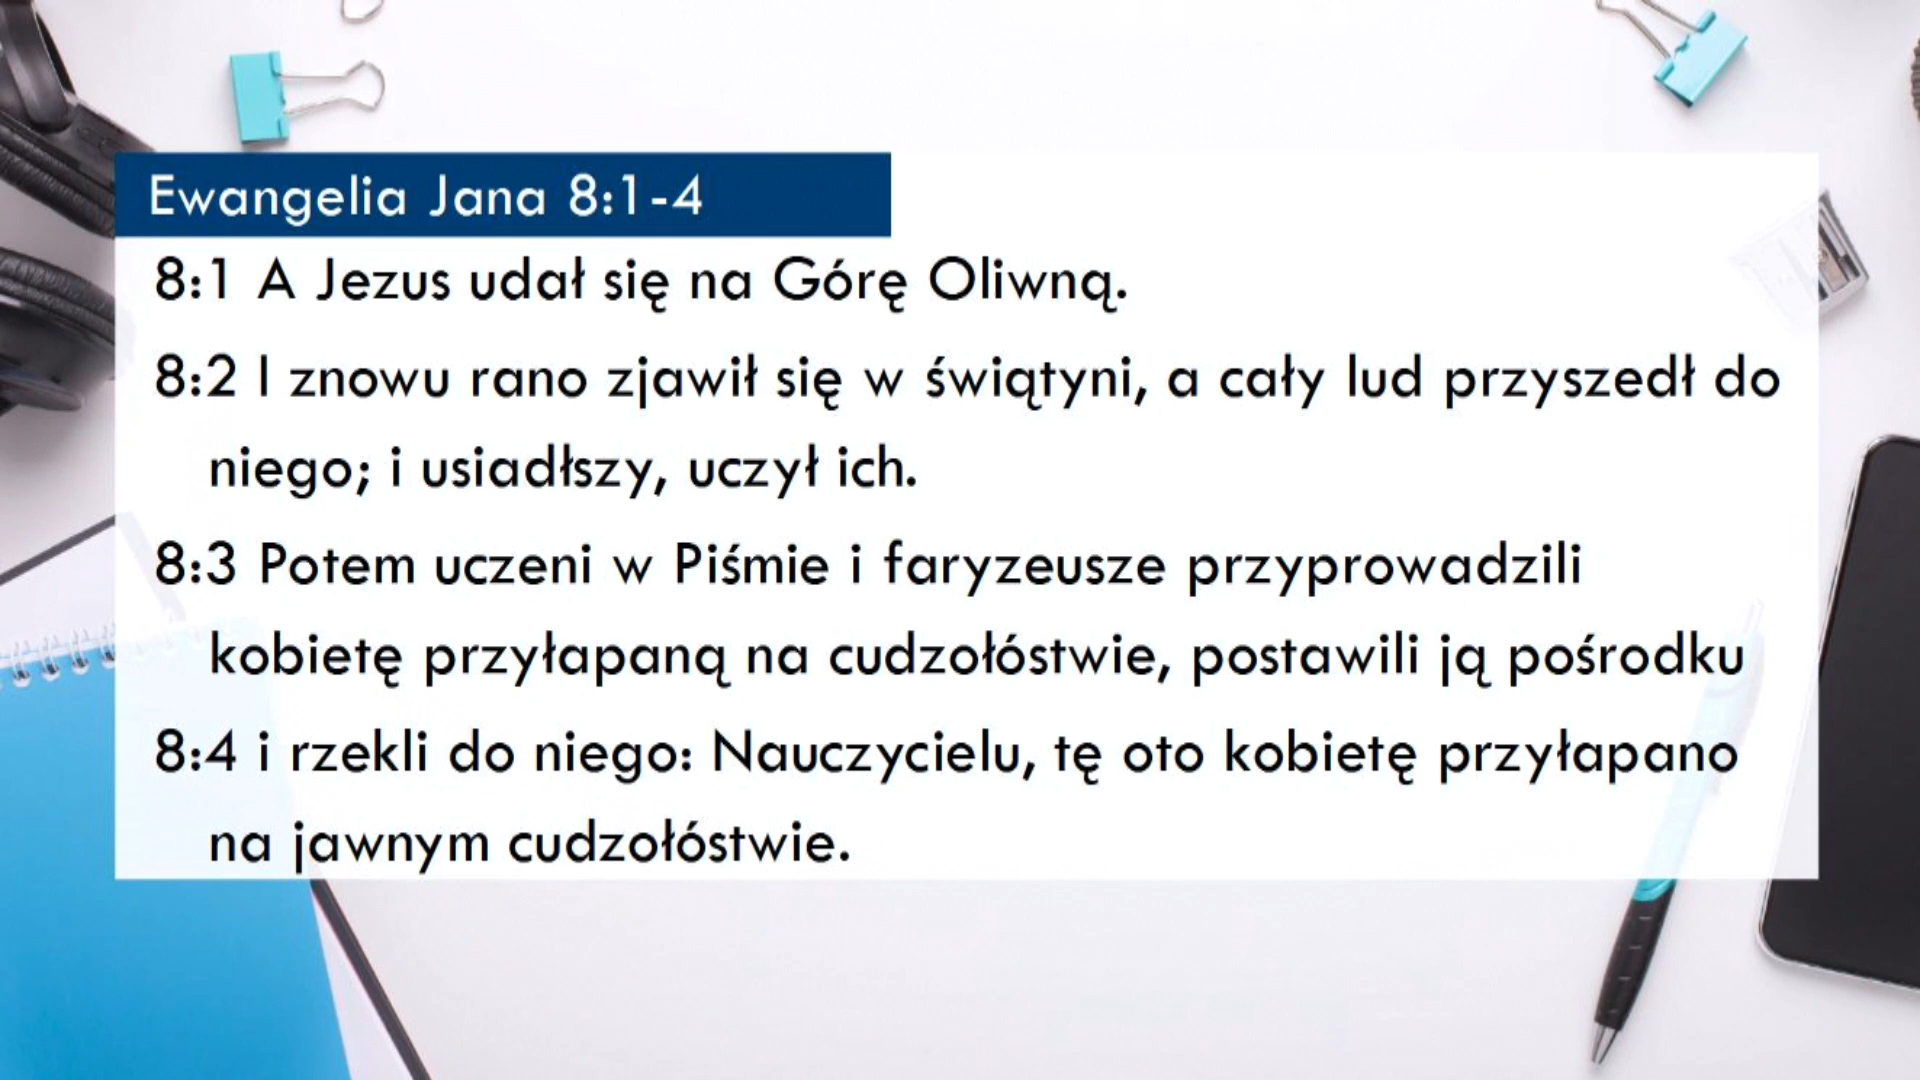 Ewangelia Jana 8:1-4
8:1 A Jezus udał się na Górę Oliwną.
8:2 I znowu rano zjawił się w świątyni, a cały lud przyszedł do
niego; i usiadłszy, uczył ich.
8:3 Potem uczeni w Piśmie i faryzeusze przyprowadzili
kobietę przyłapaną na cudzołóstwie, postawili ją pośrodku
8:4 i rzekli do niego: Nauczycielu, tę oto kobietę przyłapano
na jawnym cudzołóstwie.